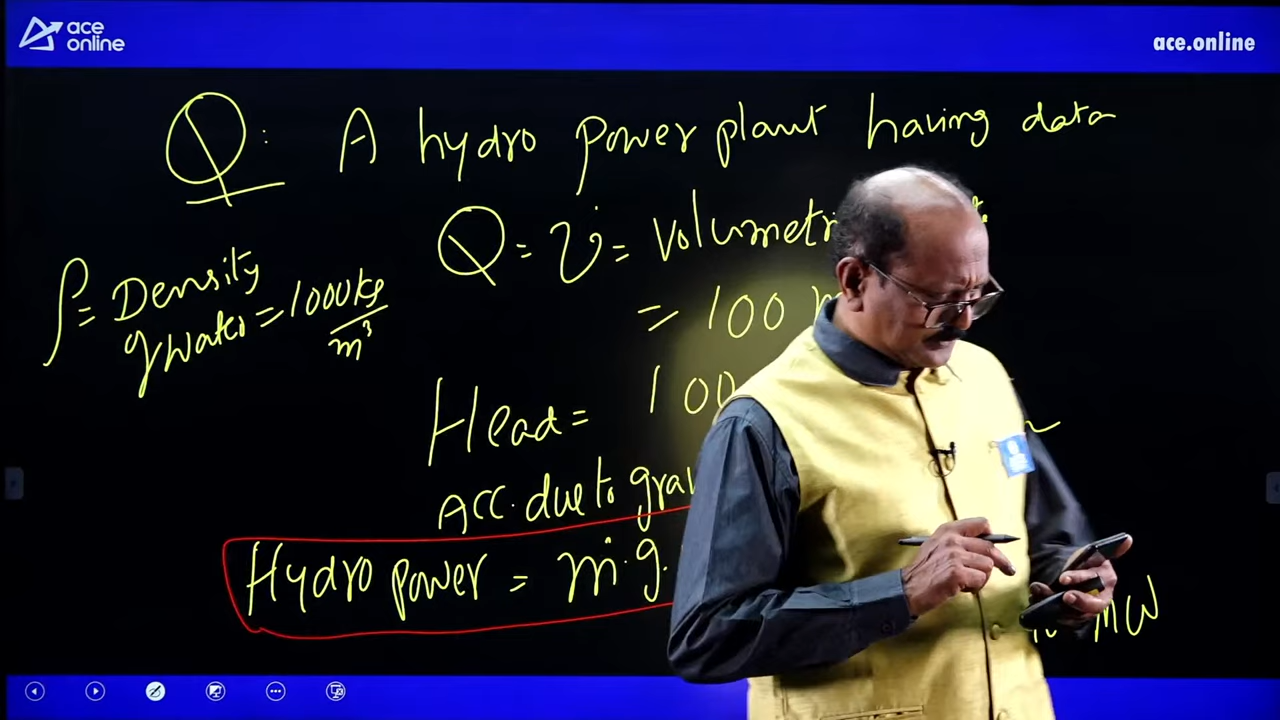 ace
online
ace.online
Q: A hydro power plant having data
Q = v̇ = volumetri
= 100
ρ = Density
of water = 1000 kg
m³
Head = 100
Acc. due to grav
Hydro power = ṁ.g.
MW